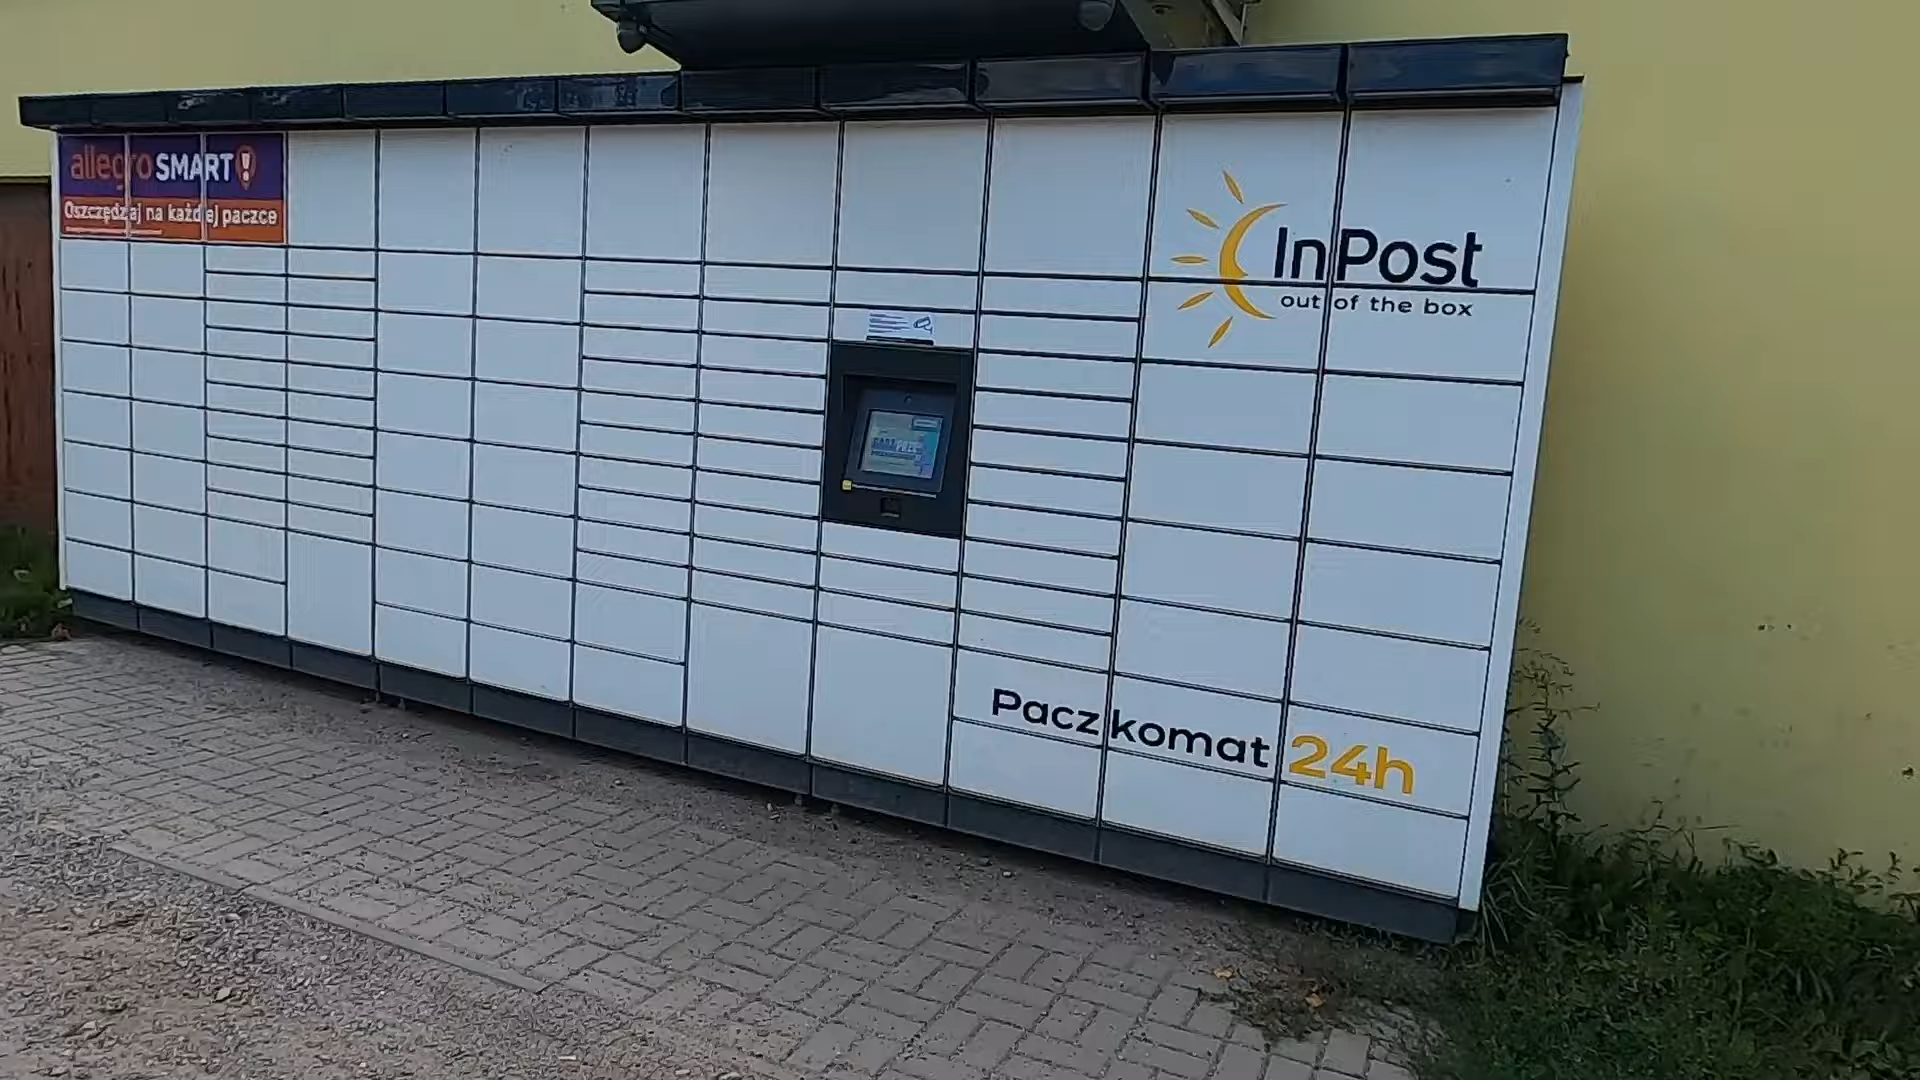 allegro SMART!
Oszczędzaj na każdej paczce
InPost
out of the box
Paczkomat 24h